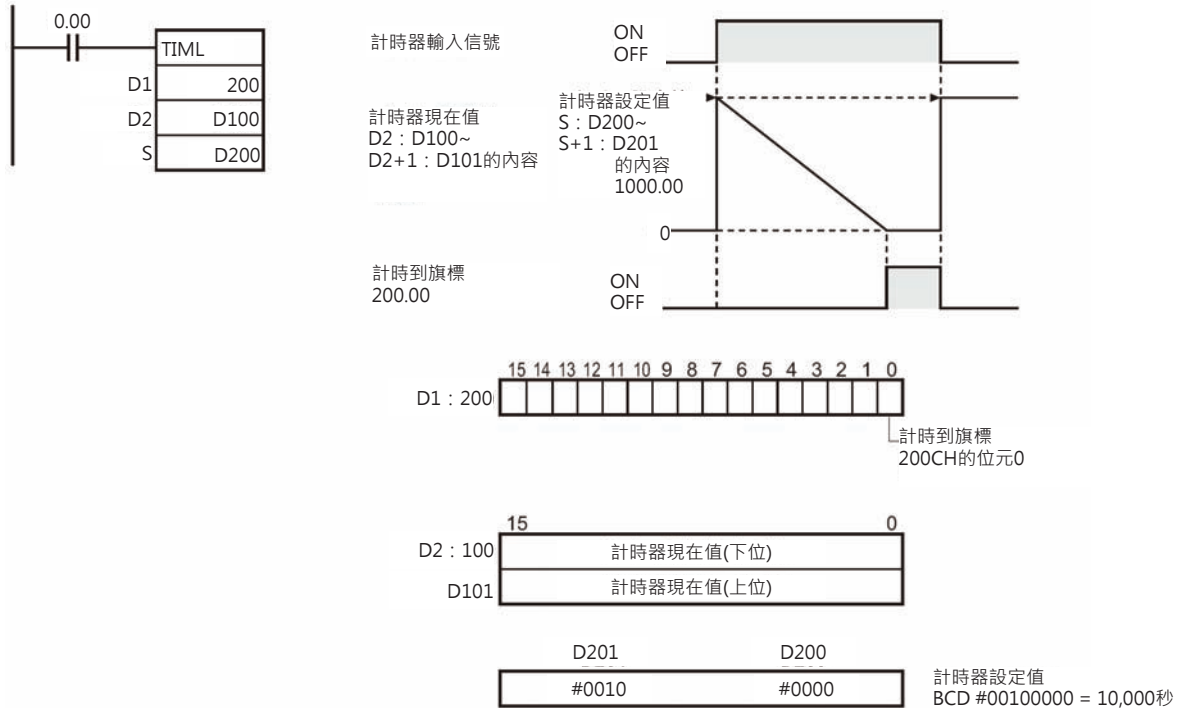 0.00
TIML
D1 200
D2 D100
S D200
計時器輸入信號
ON
OFF
計時器現在值
D2：D100~
D2+1：D101的內容
計時器設定值
S：D200~
S+1：D201
的內容
1000.00
0
計時到旗標
200.00
ON
OFF
15 14 13 12 11 10 9 8 7 6 5 4 3 2 1 0
D1：200
計時到旗標
200CH的位元0
15 0
D2：100 計時器現在值(下位)
D101 計時器現在值(上位)
D201 D200
#0010 #0000
計時器設定值
BCD #00100000 = 10,000秒